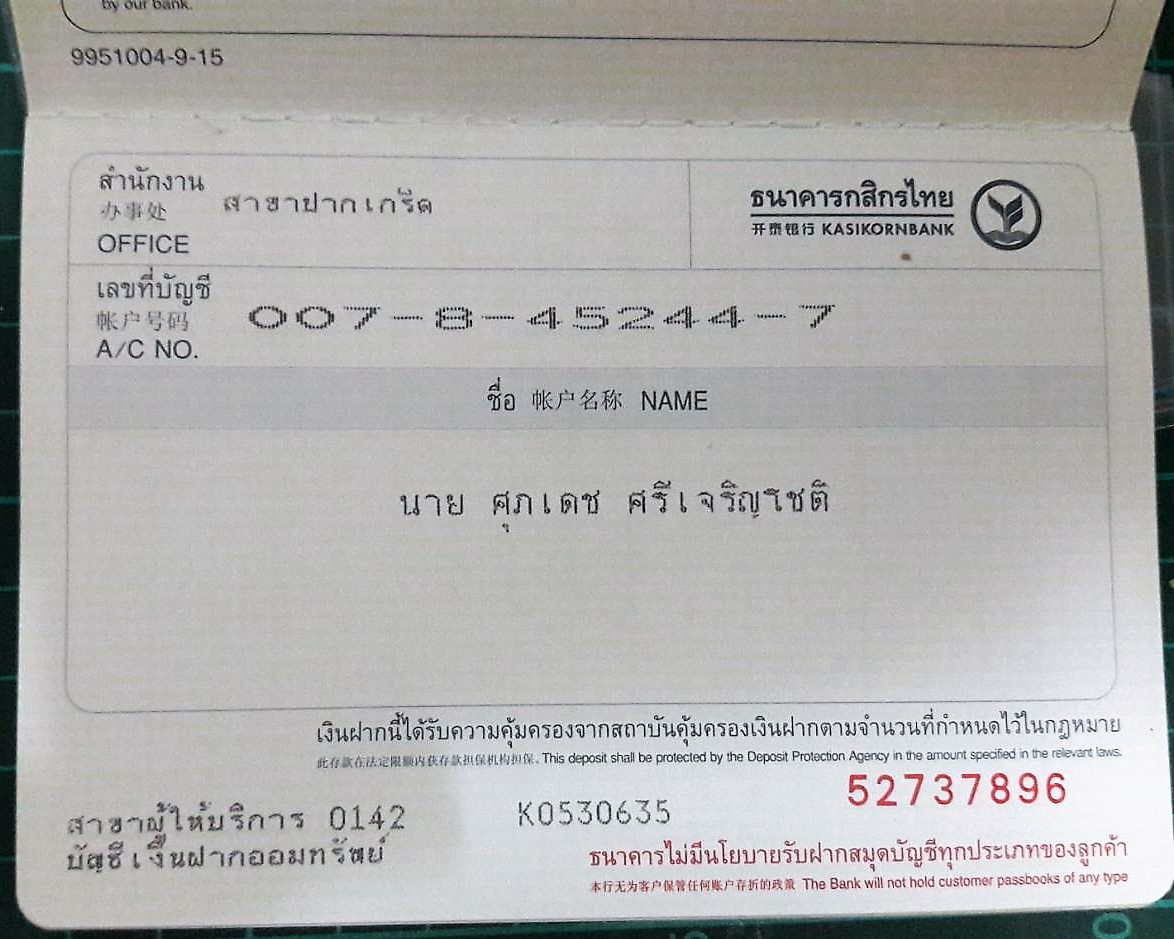 by our bank.
9951004-9-15
สำนักงาน
办事处
OFFICE
สาขาปากเกร็ด
ธนาคารกสิกรไทย
开泰银行 KASIKORNBANK
เลขที่บัญชี
帐户号码
A/C NO.
007-8-45244-7
ชื่อ 帐户名称 NAME
นาย ศุภเดช ศรีเจริญโชติ
เงินฝากนี้ได้รับความคุ้มครองจากสถาบันคุ้มครองเงินฝากตามจำนวนที่กำหนดไว้ในกฎหมาย
此存款在法定限额内获存款担保机构担保. This deposit shall be protected by the Deposit Protection Agency in the amount specified in the relevant laws.
52737896
สาขาผู้ให้บริการ 0142
K0530635
บัญชีเงินฝากออมทรัพย์
ธนาคารไม่มีนโยบายรับฝากสมุดบัญชีทุกประเภทของลูกค้า
本行无为客户保管任何账户存折的政策 The Bank will not hold customer passbooks of any type